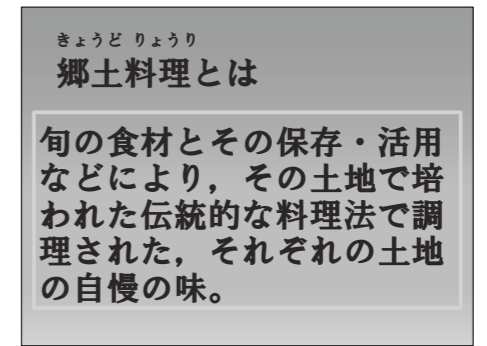 きょうど りょうり
郷土料理とは
旬の食材とその保存・活用
などにより，その土地で培
われた伝統的な料理法で調
理された，それぞれの土地
の自慢の味。